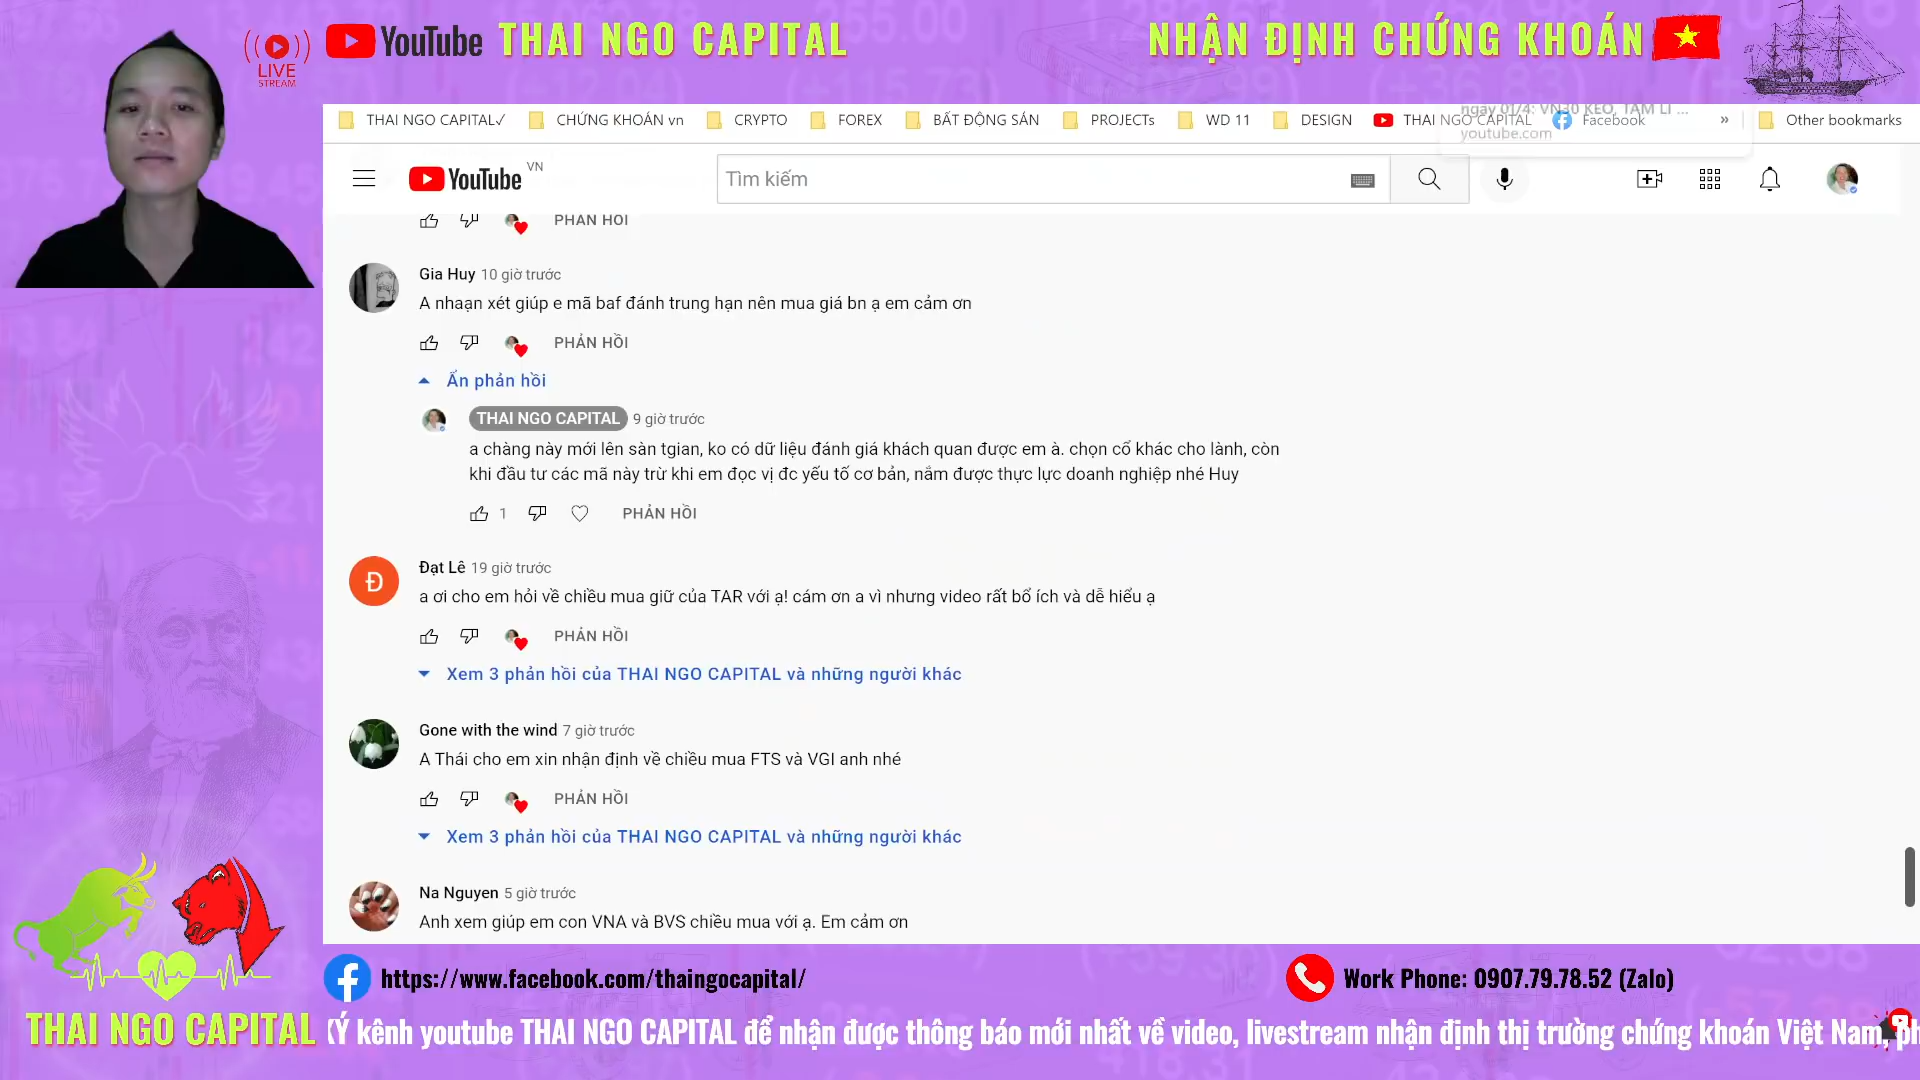 LIVE
STREAM
YouTube THAI NGO CAPITAL
NHẬN ĐỊNH CHỨNG KHOÁN
THAI NGO CAPITAL✓ CHỨNG KHOÁN vn CRYPTO FOREX BẤT ĐỘNG SẢN PROJECTs WD 11 DESIGN THAI NGO CAPITAL Facebook » Other bookmarks
ngày 01/4: VN30 KÉO, TÂM LÍ ...
youtube.com
YouTube VN
Tìm kiếm
PHẢN HỒI
Gia Huy 10 giờ trước
A nhaạn xét giúp e mã baf đánh trung hạn nên mua giá bn ạ em cảm ơn
PHẢN HỒI
Ẩn phản hồi
THAI NGO CAPITAL 9 giờ trước
a chàng này mới lên sàn tgian, ko có dữ liệu đánh giá khách quan được em à. chọn cổ khác cho lành, còn
khi đầu tư các mã này trừ khi em đọc vị đc yếu tố cơ bản, nắm được thực lực doanh nghiệp nhé Huy
1 PHẢN HỒI
Đ
Đạt Lê 19 giờ trước
a ơi cho em hỏi về chiều mua giữ của TAR với ạ! cám ơn a vì nhưng video rất bổ ích và dễ hiểu ạ
PHẢN HỒI
Xem 3 phản hồi của THAI NGO CAPITAL và những người khác
Gone with the wind 7 giờ trước
A Thái cho em xin nhận định về chiều mua FTS và VGI anh nhé
PHẢN HỒI
Xem 3 phản hồi của THAI NGO CAPITAL và những người khác
Na Nguyen 5 giờ trước
Anh xem giúp em con VNA và BVS chiều mua với ạ. Em cảm ơn
https://www.facebook.com/thaingocapital/
Work Phone: 0907.79.78.52 (Zalo)
THAI NGO CAPITAL
KÝ kênh youtube THAI NGO CAPITAL để nhận được thông báo mới nhất về video, livestream nhận định thị trường chứng khoán Việt Nam, ph